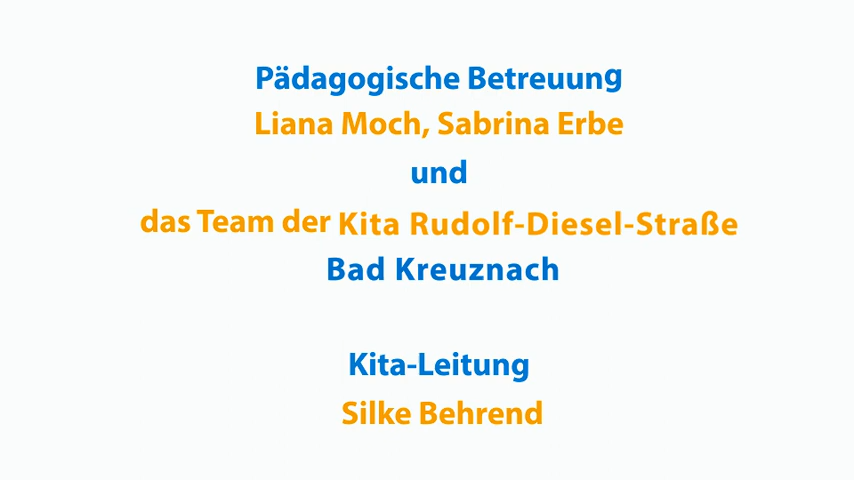 Pädagogische Betreuung
Liana Moch, Sabrina Erbe
und
das Team der Kita Rudolf-Diesel-Straße
Bad Kreuznach
Kita-Leitung
Silke Behrend